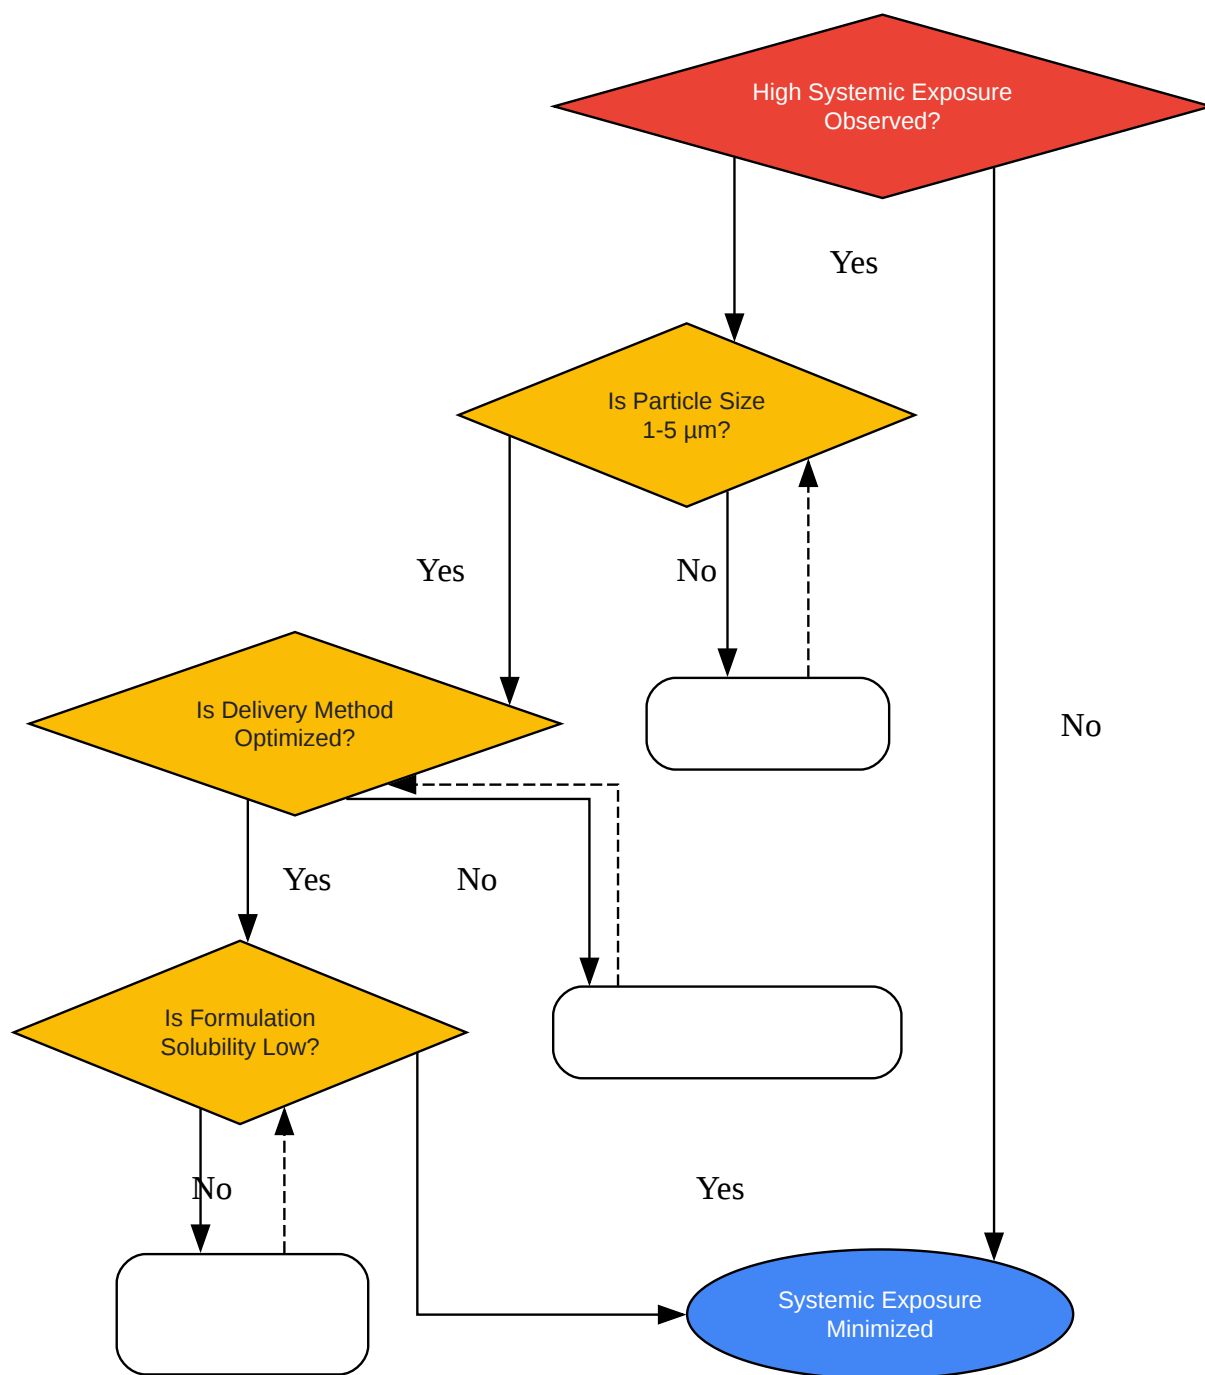 High Systemic Exposure
Observed?
Yes
Is Particle Size
1-5 µm?
Yes
No
Is Delivery Method
Optimized?
No
Yes
No
Is Formulation
Solubility Low?
No
Yes
Systemic Exposure
Minimized